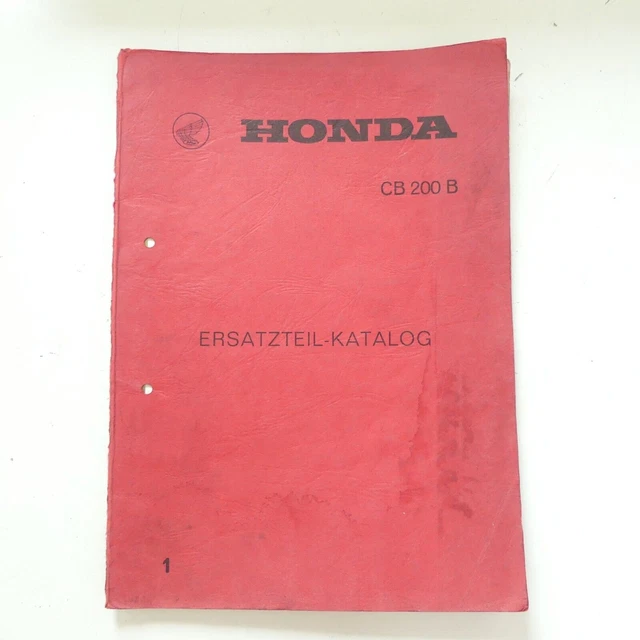 HONDA
CB 200 B
ERSATZTEIL-KATALOG
1